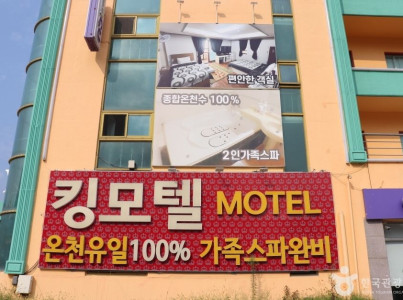 편안한 객실
종합온천수 100%
2인가족스파
킹모텔 MOTEL
온천유일100% 가족스파완비